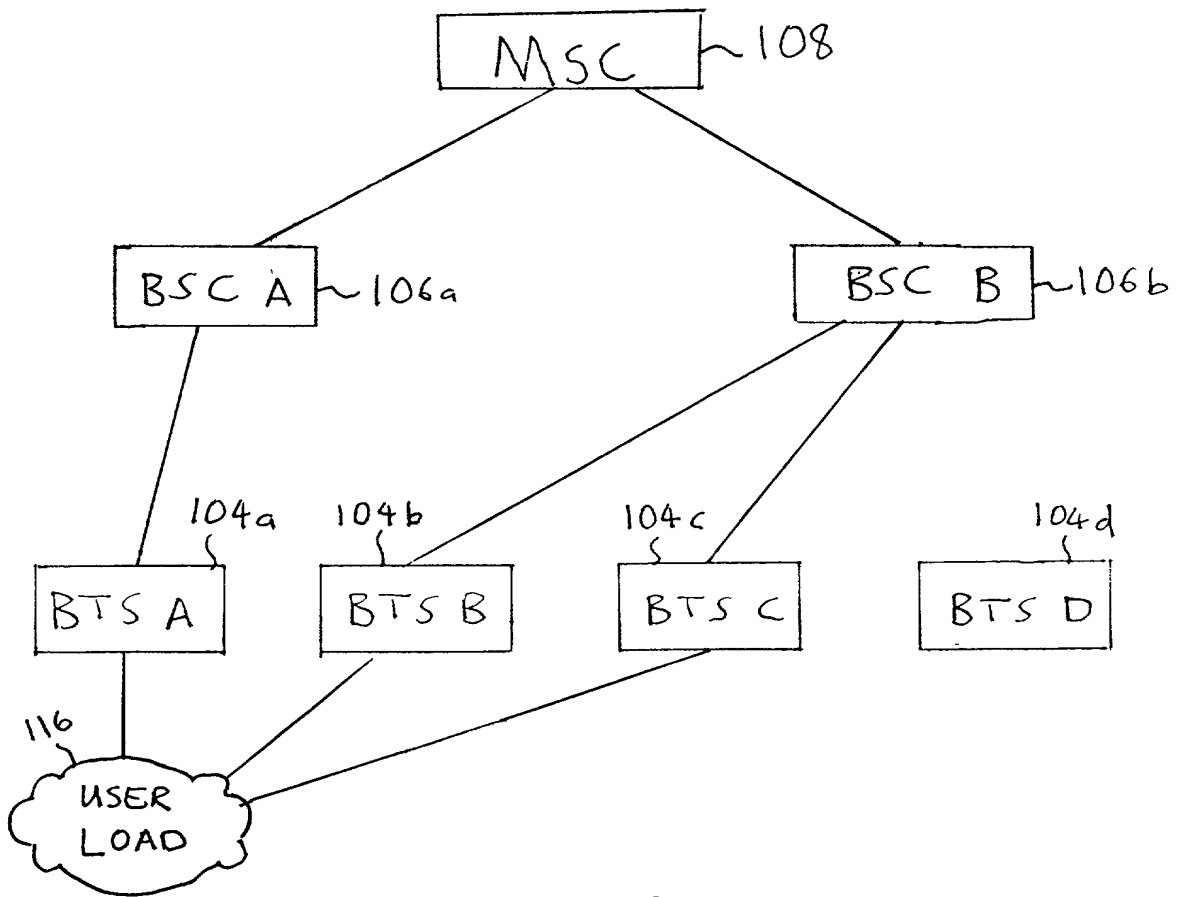 MSC
108
BSC A
106a
BSC B
106b
104a
104b
104c
104d
BTS A
BTS B
BTS C
BTS D
116
USER
LOAD